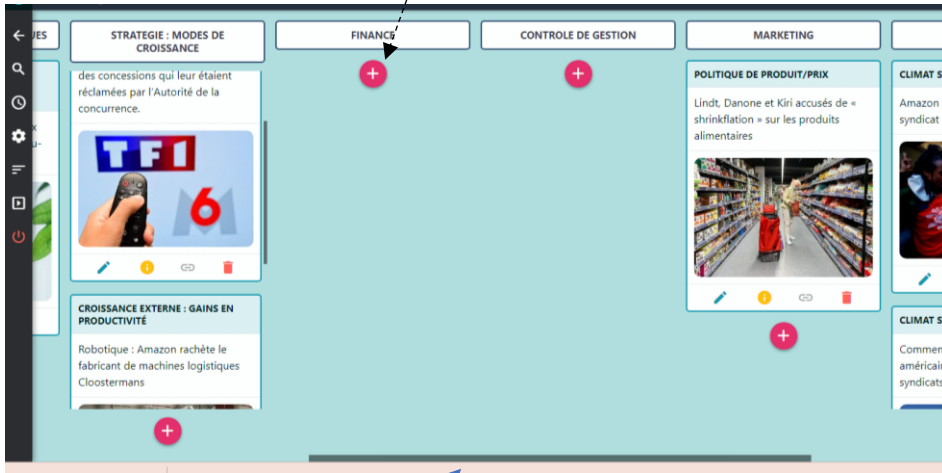 UES
STRATEGIE : MODES DE
CROISSANCE
FINANCE
CONTROLE DE GESTION
MARKETING
des concessions qui leur étaient
réclamées par l'Autorité de la
concurrence.
TF1
6
CROISSANCE EXTERNE : GAINS EN
PRODUCTIVITÉ
Robotique : Amazon rachète le
fabricant de machines logistiques
Cloostermans
POLITIQUE DE PRODUIT/PRIX
Lindt, Danone et Kiri accusés de «
shrinkflation » sur les produits
alimentaires
CLIMAT S
Amazon
syndicat
CLIMAT S
Commen
américain
syndicats